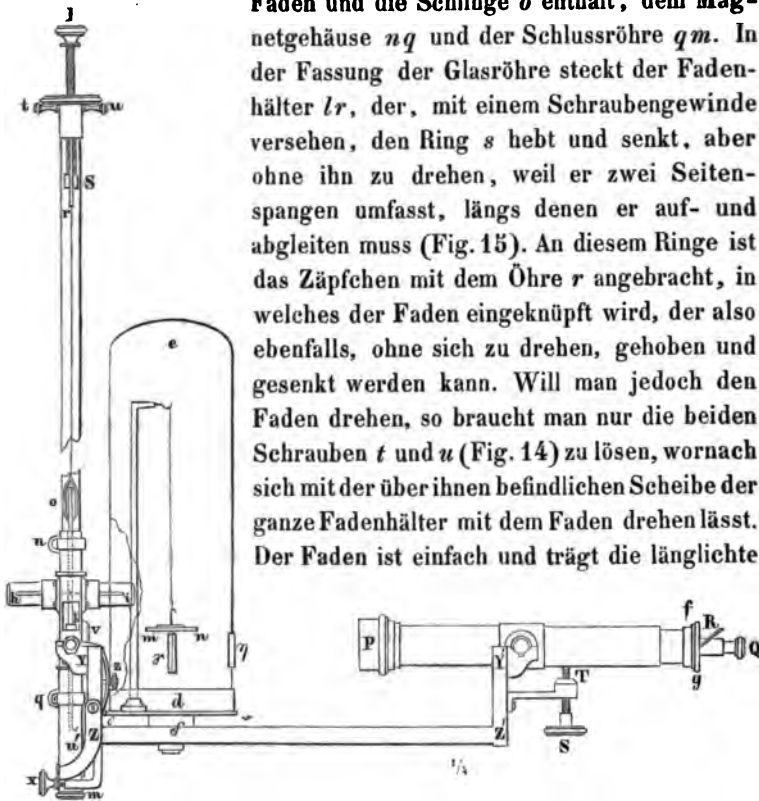 Faden und die Schlinge o enthält, dem Mag-
netgehäuse nq und der Schlussröhre qm. In
der Fassung der Glasröhre steckt der Faden-
hälter lr, der, mit einem Schraubengewinde
versehen, den Ring s hebt und senkt, aber
ohne ihn zu drehen, weil er zwei Seiten-
spangen umfasst, längs denen er auf- und
abgleiten muss (Fig. 15). An diesem Ringe ist
das Zäpfchen mit dem Öhre r angebracht, in
welches der Faden eingeknüpft wird, der also
ebenfalls, ohne sich zu drehen, gehoben und
gesenkt werden kann. Will man jedoch den
Faden drehen, so braucht man nur die beiden
Schrauben t und u (Fig. 14) zu lösen, wornach
sich mit der über ihnen befindlichen Scheibe der
ganze Fadenhälter mit dem Faden drehen lässt.
Der Faden ist einfach und trägt die länglichte
t u
S
r
e
o
n
h i
m n
v
y z γ η
q
d
u' Z δ
x
m
f
P R Q
Y
g
T
Z'
S
1/4